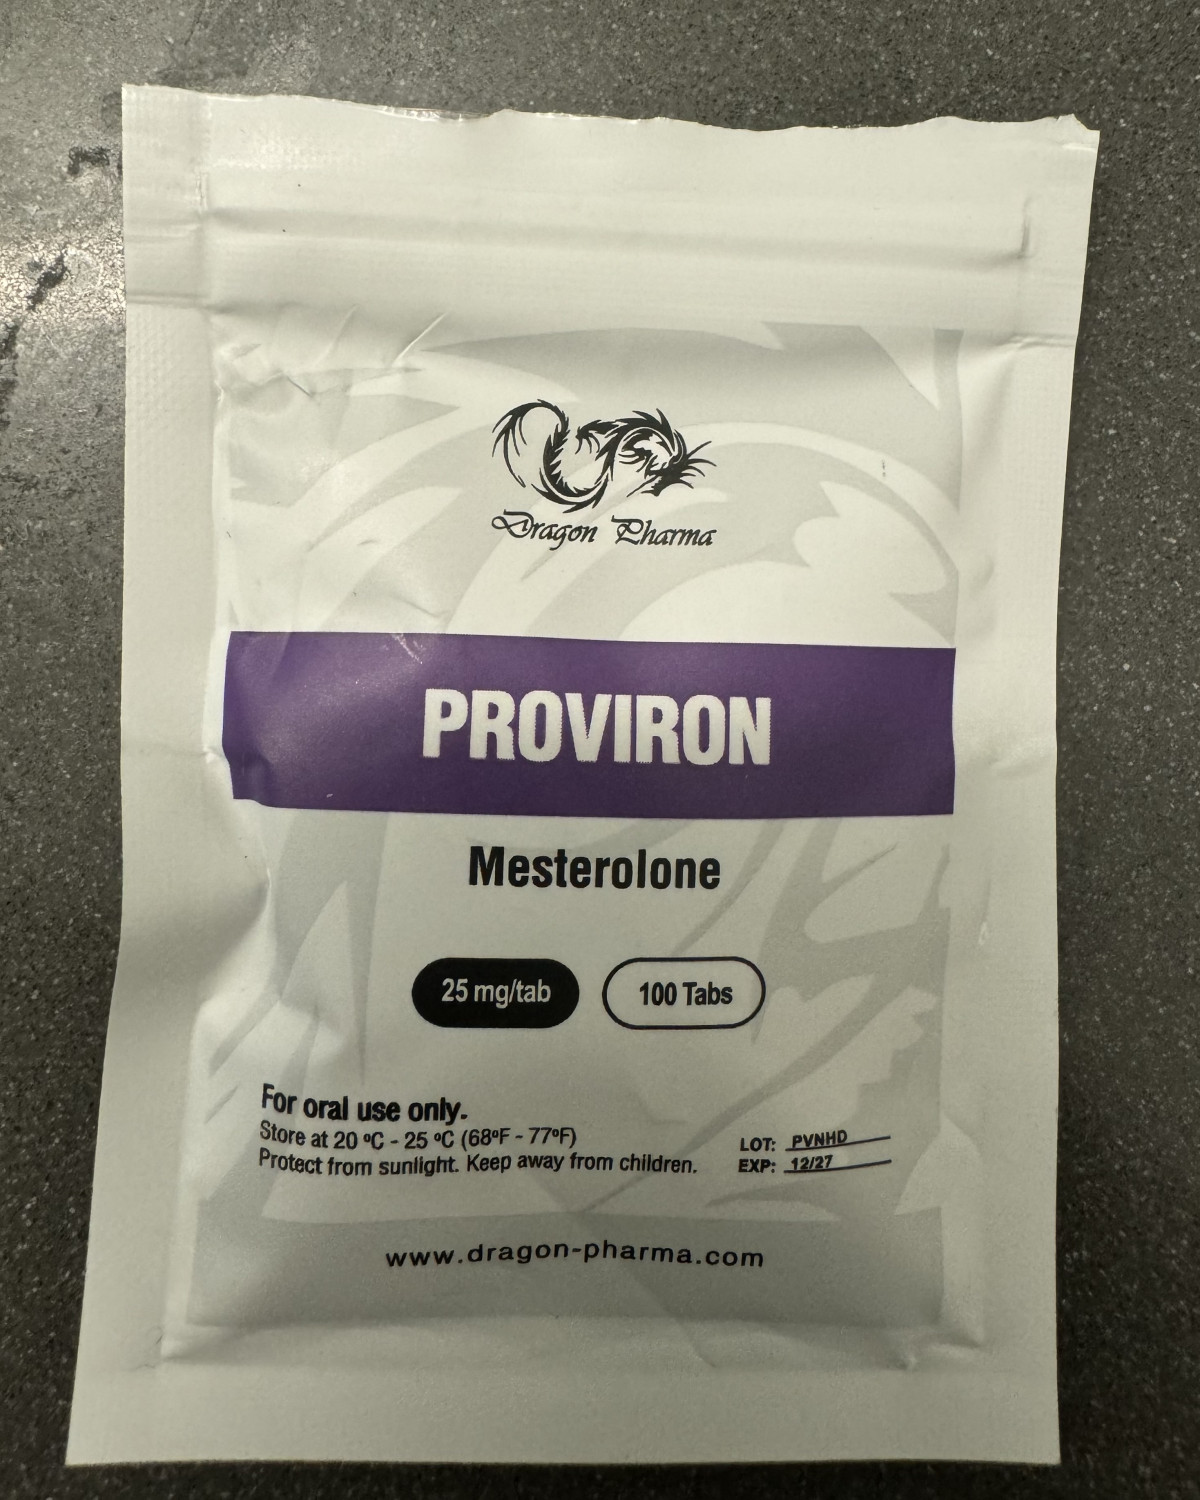 Dragon Pharma
PROVIRON
Mesterolone
25 mg/tab 100 Tabs
For oral use only.
Store at 20 ºC - 25 ºC (68ºF - 77ºF)
Protect from sunlight. Keep away from children.
LOT: PVNHD
EXP: 12/27
www.dragon-pharma.com